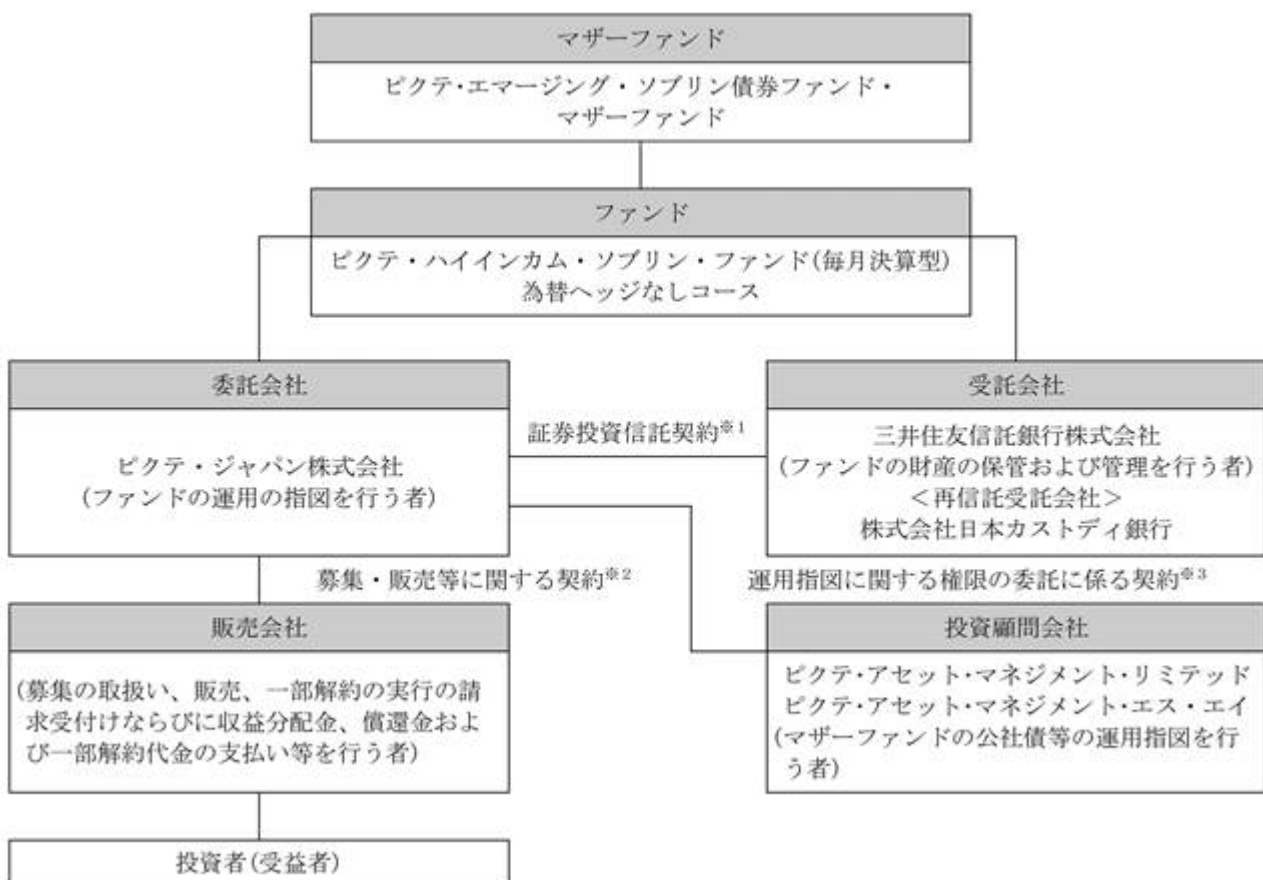 マザーファンド
ピクテ・エマージング・ソブリン債券ファンド・
マザーファンド
ファンド
ピクテ・ハイインカム・ソブリン・ファンド(毎月決算型)
為替ヘッジなしコース
委託会社
ピクテ・ジャパン株式会社
(ファンドの運用の指図を行う者)
証券投資信託契約※1
受託会社
三井住友信託銀行株式会社
(ファンドの財産の保管および管理を行う者)
<再信託受託会社>
株式会社日本カストディ銀行
募集・販売等に関する契約※2
運用指図に関する権限の委託に係る契約※3
販売会社
(募集の取扱い、販売、一部解約の実行の請
求受付けならびに収益分配金、償還金およ
び一部解約代金の支払い等を行う者)
投資顧問会社
ピクテ・アセット・マネジメント・リミテッド
ピクテ・アセット・マネジメント・エス・エイ
(マザーファンドの公社債等の運用指図を行
う者)
投資者(受益者)